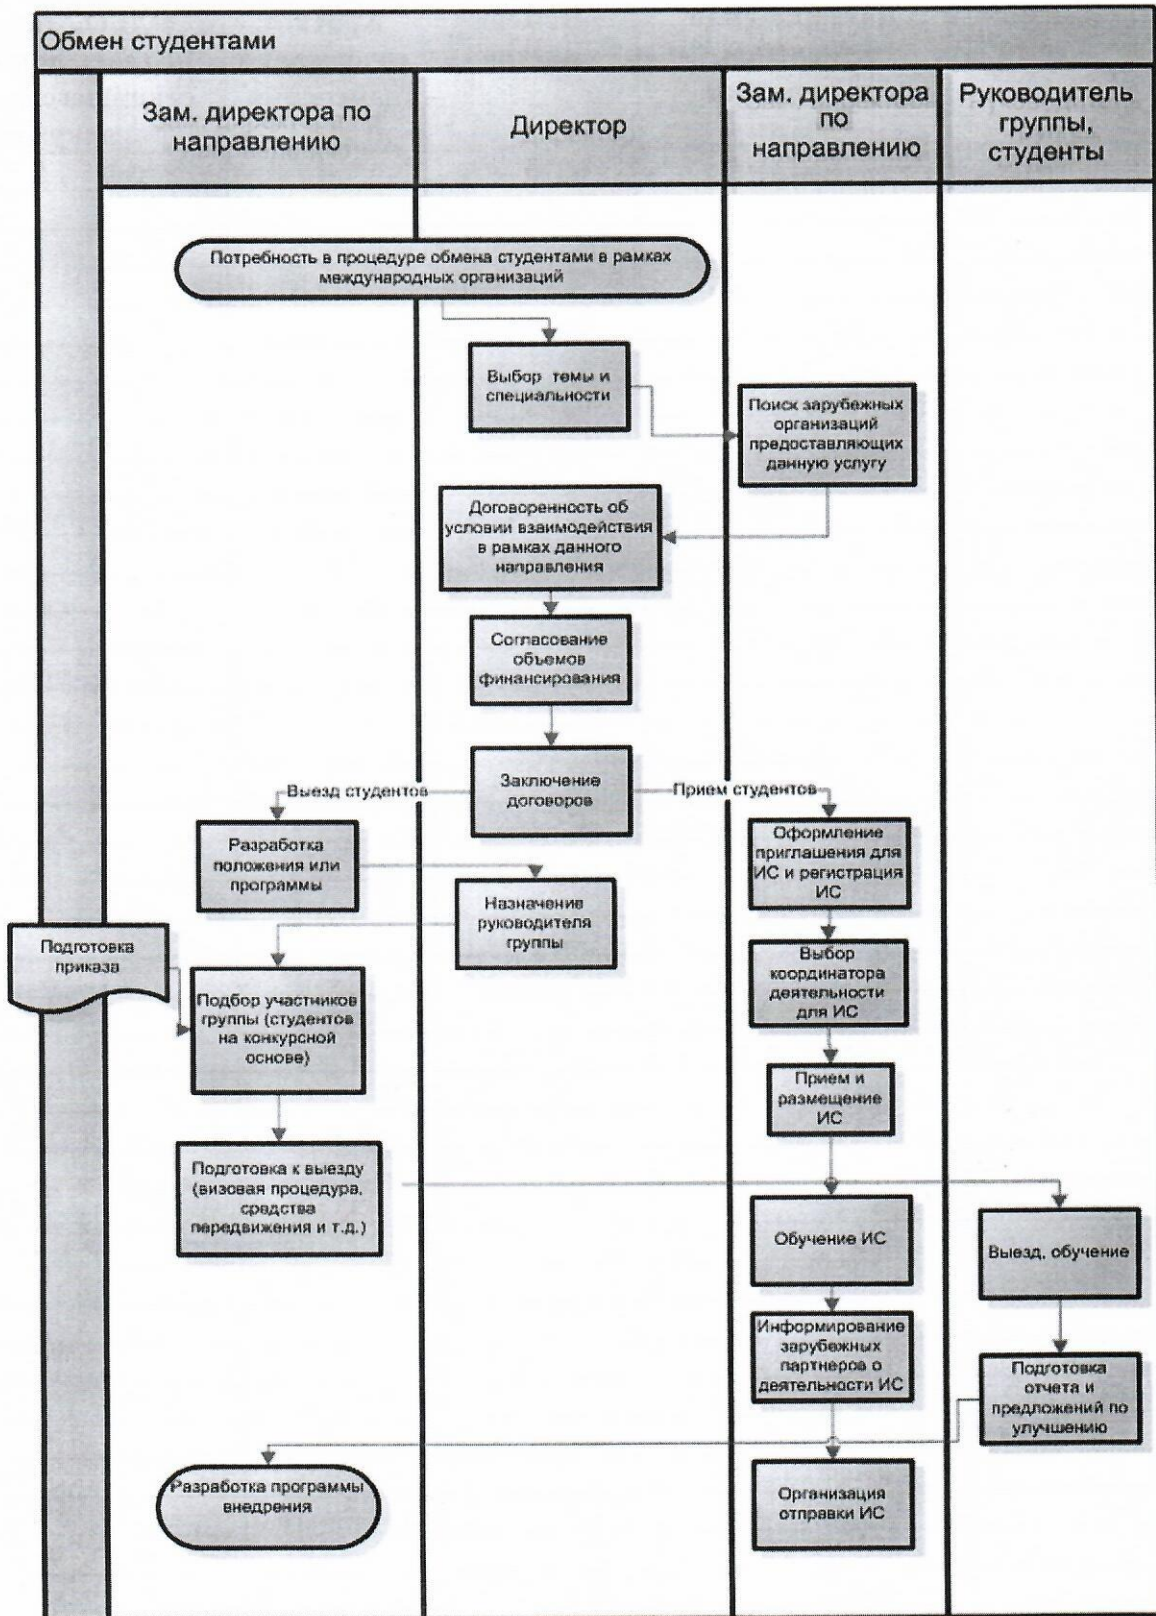 Обмен студентами
Зам. директора по
направлению
Директор
Зам. директора
по
направлению
Руководитель
группы,
студенты
Потребность в процедуре обмена студентами в рамках
международных организаций
Выбор темы и
специальности
Поиск зарубежных
организаций
предоставляющих
данную услугу
Договоренность об
условии взаимодействия
в рамках данного
направления
Согласование
объемов
финансирования
Заключение
договоров
Выезд студентов
Прием студентов
Разработка
положения или
программы
Оформление
приглашения для
ИС и регистрация
ИС
Назначение
руководителя
группы
Подготовка
приказа
Выбор
координатора
деятельности
для ИС
Подбор участников
группы (студентов
на конкурсной
основе)
Прием и
размещение
ИС
Подготовка к выезду
(визовая процедура,
средства
передвижения и т.д.)
Обучение ИС
Выезд, обучение
Информирование
зарубежных
партнеров о
деятельности ИС
Подготовка
отчета и
предложений по
улучшению
Разработка программы
внедрения
Организация
отправки ИС